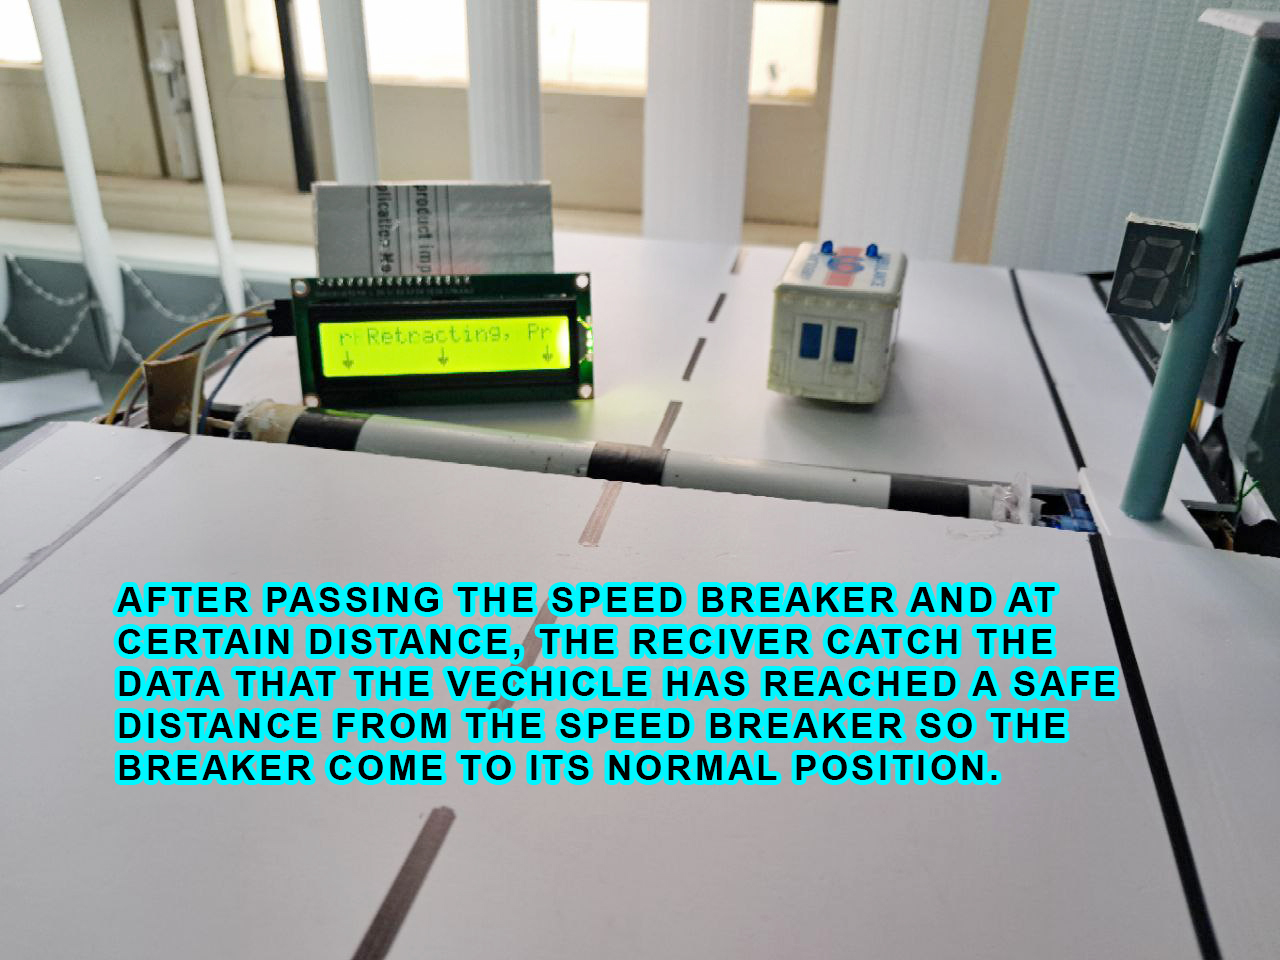 product imp
plication No
r Retracting, Pr
AFTER PASSING THE SPEED BREAKER AND AT
CERTAIN DISTANCE, THE RECIVER CATCH THE
DATA THAT THE VECHICLE HAS REACHED A SAFE
DISTANCE FROM THE SPEED BREAKER SO THE
BREAKER COME TO ITS NORMAL POSITION.